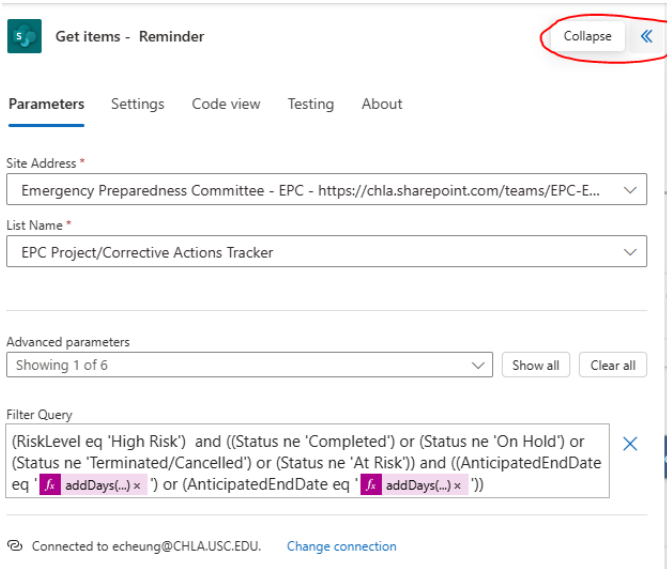 Get items - Reminder
Collapse
Parameters Settings Code view Testing About
Site Address *
Emergency Preparedness Committee - EPC - https://chla.sharepoint.com/teams/EPC-E...
List Name *
EPC Project/Corrective Actions Tracker
Advanced parameters
Showing 1 of 6
Show all
Clear all
Filter Query
(RiskLevel eq 'High Risk')  and ((Status ne 'Completed') or (Status ne 'On Hold') or
(Status ne 'Terminated/Cancelled') or (Status ne 'At Risk')) and ((AnticipatedEndDate
eq ' fx addDays(...) × ') or (AnticipatedEndDate eq ' fx addDays(...) × '))
Connected to echeung@CHLA.USC.EDU. Change connection